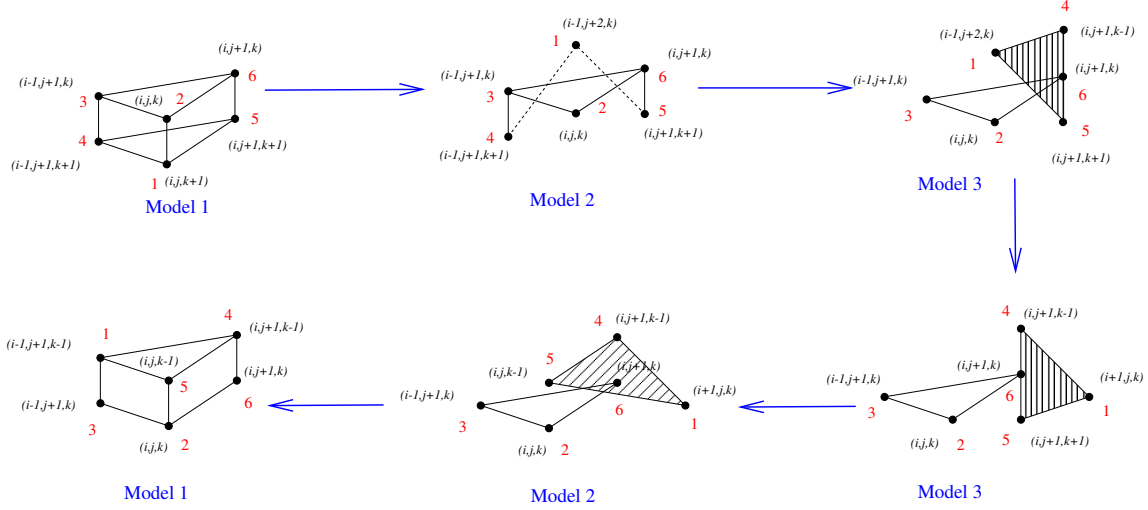 (i,j+1,k)
6
(i-1,j+1,k)
3
(i,j,k)
2
5
4
(i,j+1,k+1)
(i-1,j+1,k+1)
1
(i,j,k+1)
Model 1
(i-1,j+2,k)
1
(i,j+1,k)
(i-1,j+1,k)
6
3
2
5
4
(i,j,k)
(i,j+1,k+1)
(i-1,j+1,k+1)
Model 2
4
(i-1,j+2,k)
(i,j+1,k-1)
1
(i,j+1,k)
(i-1,j+1,k)
6
3
5
(i,j,k)
2
(i,j+1,k+1)
Model 3
4
(i,j+1,k-1)
1
(i-1,j+1,k-1)
(i,j,k-1)
5
(i,j+1,k)
(i-1,j+1,k)
6
3
(i,j,k)
2
Model 1
4
(i,j+1,k-1)
5
(i,j,k-1)
(i,j+1,k)
(i+1,j,k)
(i-1,j+1,k)
6
3
1
(i,j,k)
2
Model 2
4
(i,j+1,k-1)
(i,j+1,k)
(i+1,j,k)
(i-1,j+1,k)
6
3
1
(i,j,k)
2
5
(i,j+1,k+1)
Model 3